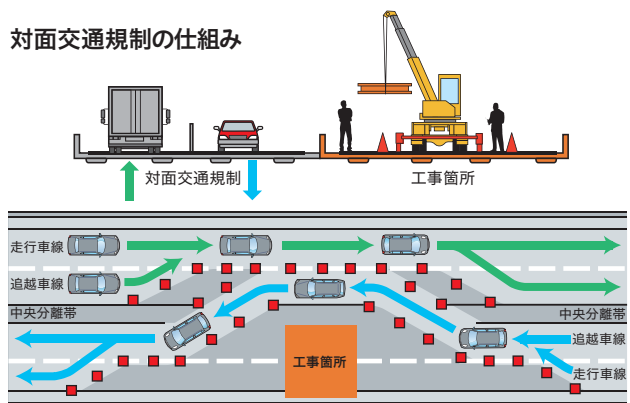 対面交通規制の仕組み
対面交通規制
工事箇所
走行車線
追越車線
中央分離帯
中央分離帯
追越車線
工事箇所
走行車線